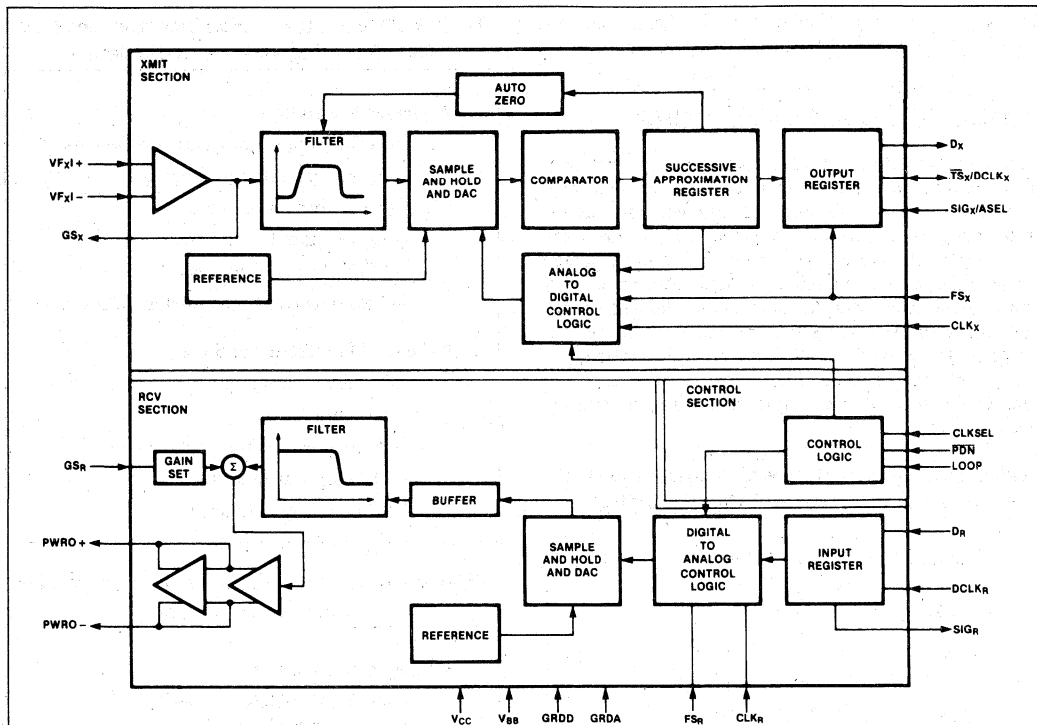 XMIT
SECTION
AUTO
ZERO
FILTER
SAMPLE
AND HOLD
AND DAC
COMPARATOR
SUCCESSIVE
APPROXIMATION
REGISTER
OUTPUT
REGISTER
VFXI+
VFXI-
GSX
DX
TSX/DCLKX
SIGX/ASEL
REFERENCE
ANALOG
TO
DIGITAL
CONTROL
LOGIC
FSX
CLKX
RCV
SECTION
CONTROL
SECTION
FILTER
GSR
GAIN
SET
Σ
BUFFER
CONTROL
LOGIC
CLKSEL
PDN
LOOP
PWRO+
PWRO-
SAMPLE
AND HOLD
AND DAC
DIGITAL
TO
ANALOG
CONTROL
LOGIC
INPUT
REGISTER
DR
DCLKR
SIGR
REFERENCE
VCC VBB GRDD GRDA FSR CLKR